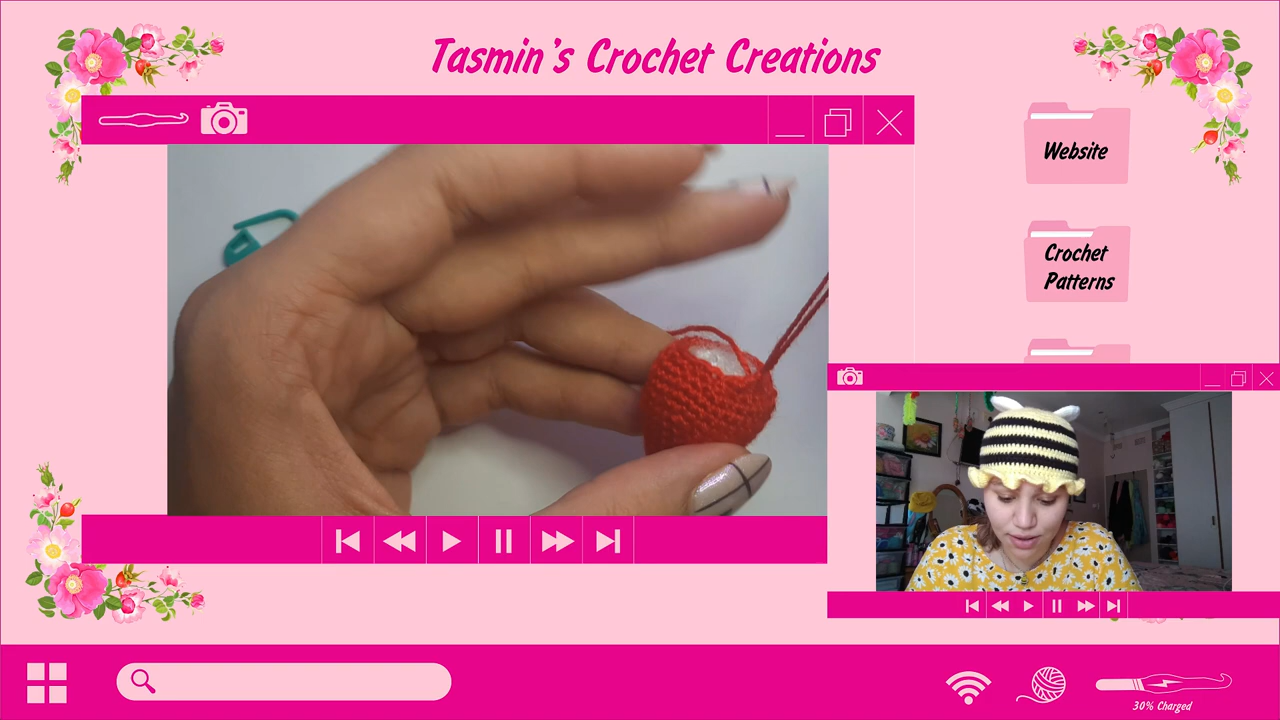 Tasmin's Crochet Creations
Website
Crochet
Patterns
30% Charged